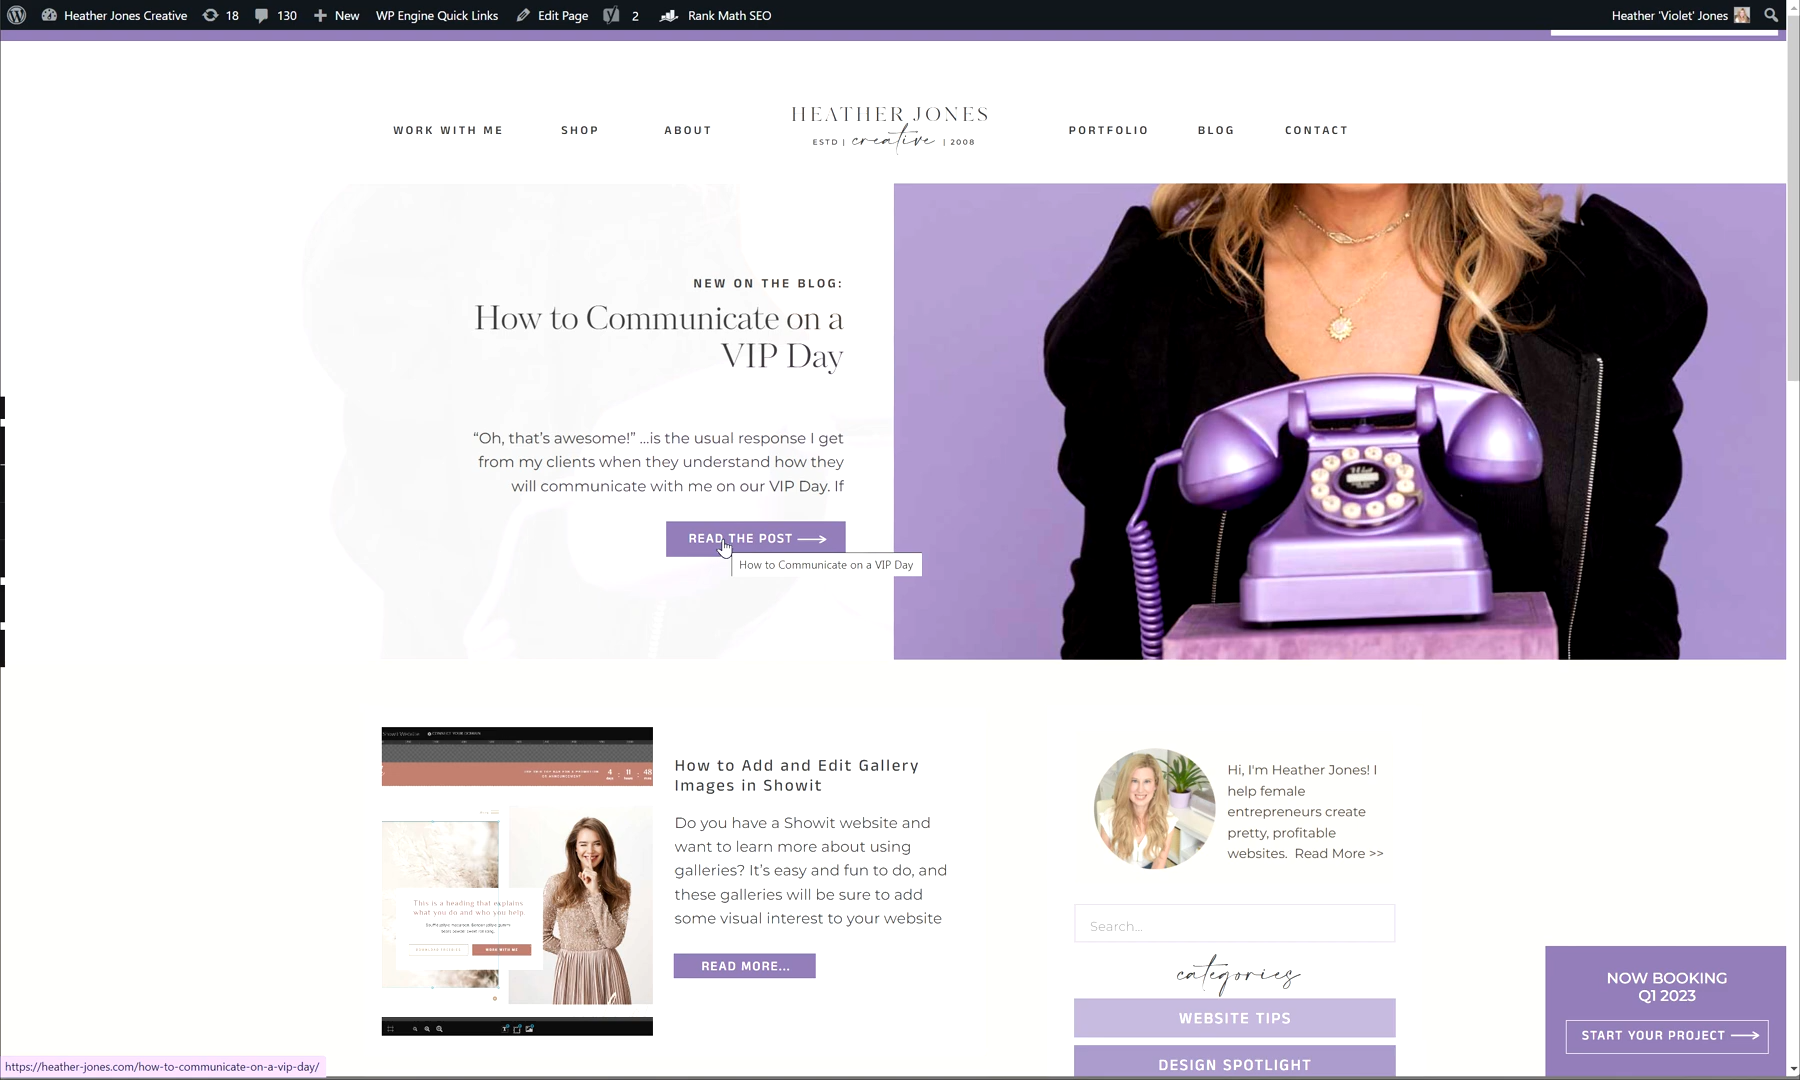 Heather Jones Creative 18 130 New WP Engine Quick Links Edit Page 2 Rank Math SEO Heather 'Violet' Jones
WORK WITH ME SHOP ABOUT
HEATHER JONES
ESTD | creative | 2008
PORTFOLIO BLOG CONTACT
NEW ON THE BLOG:
How to Communicate on a
VIP Day
“Oh, that’s awesome!” ...is the usual response I get
from my clients when they understand how they
will communicate with me on our VIP Day. If
READ THE POST
How to Communicate on a VIP Day
How to Add and Edit Gallery
Images in Showit
Do you have a Showit website and
want to learn more about using
galleries? It’s easy and fun to do, and
these galleries will be sure to add
some visual interest to your website
READ MORE...
This is a heading that explains
what you do and who you help.
WORK WITH ME
Hi, I'm Heather Jones! I
help female
entrepreneurs create
pretty, profitable
websites. Read More >>
Search...
categories
WEBSITE TIPS
DESIGN SPOTLIGHT
NOW BOOKING
Q1 2023
START YOUR PROJECT
https://heather-jones.com/how-to-communicate-on-a-vip-day/